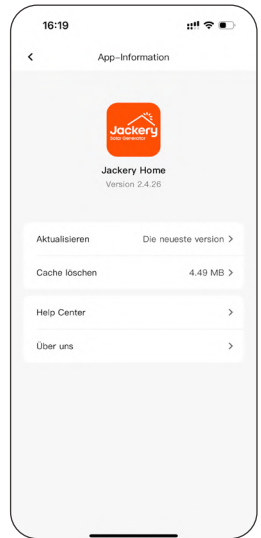 16:19
App-Information
Jackery
Solar Generator
Jackery Home
Version 2.4.26
Aktualisieren Die neueste version >
Cache löschen 4.49 MB >
Help Center >
Über uns >